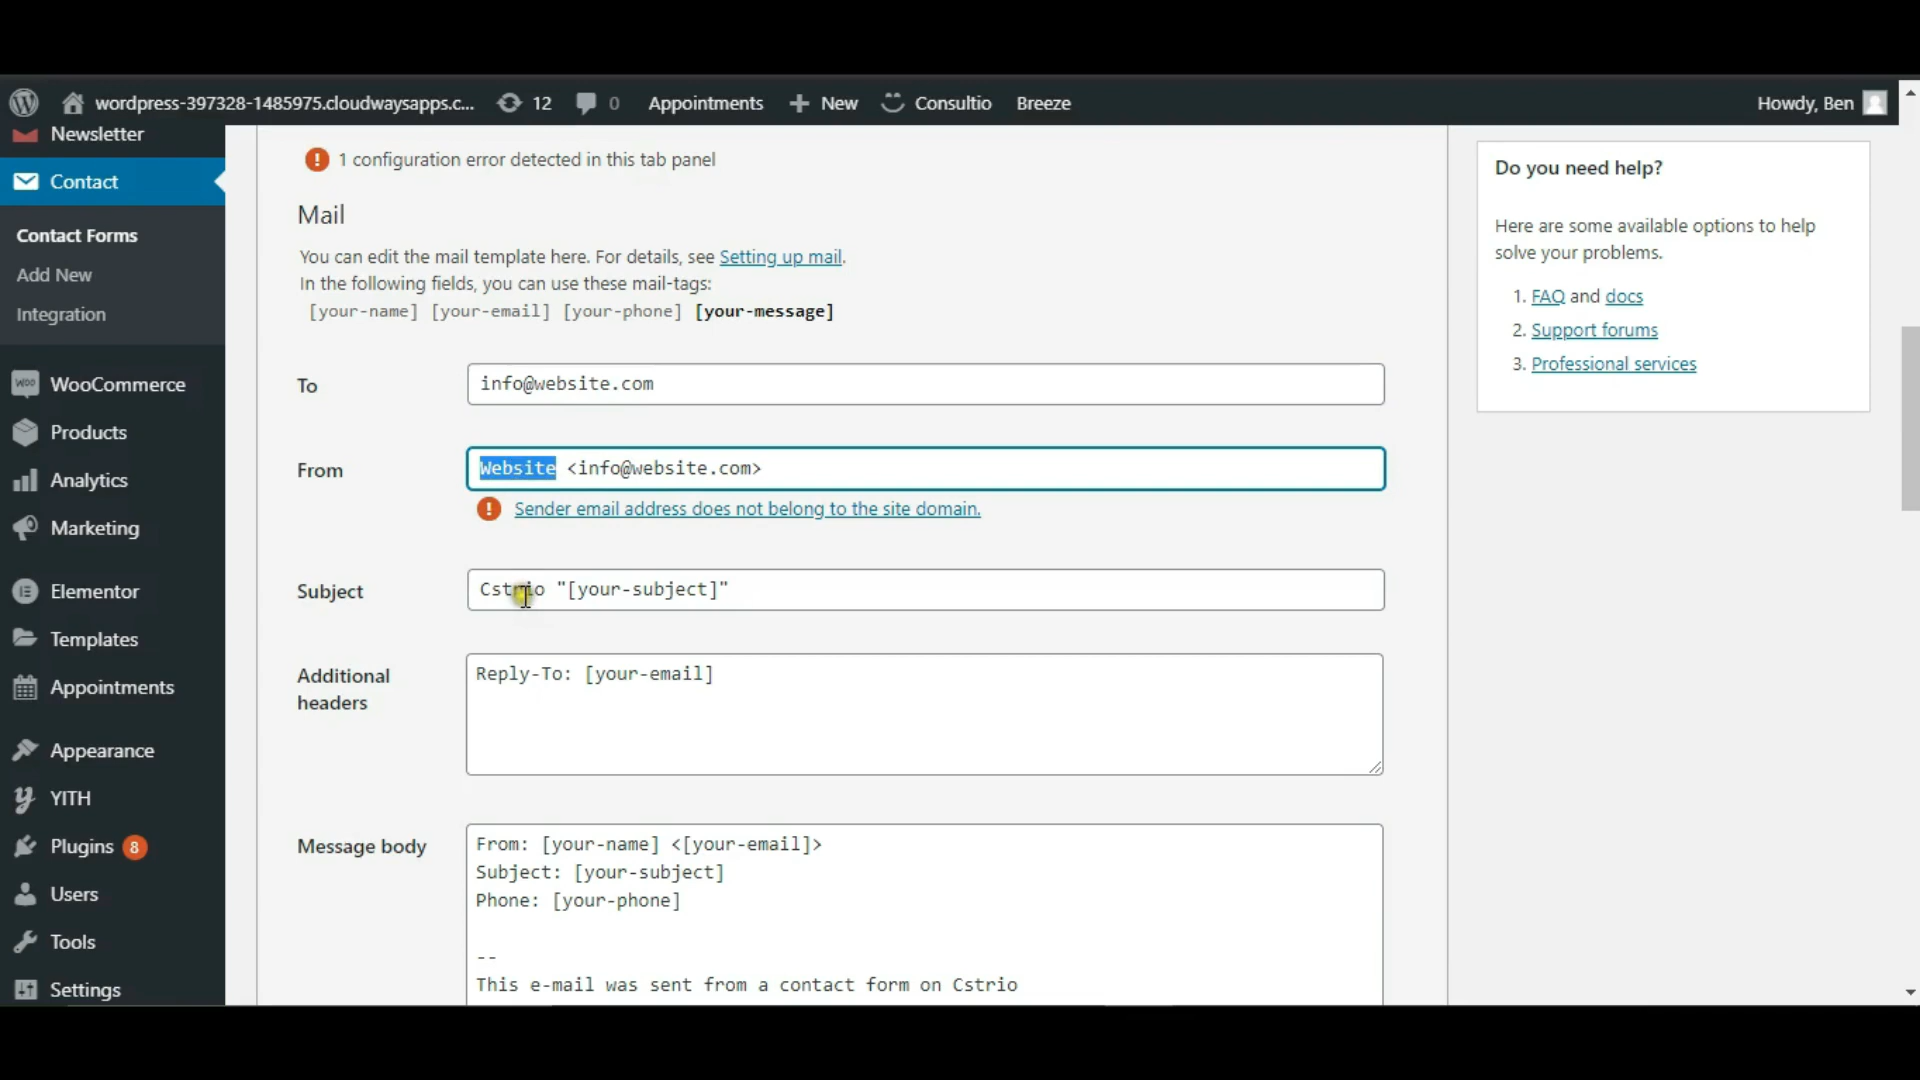 wordpress-397328-1485975.cloudwaysapps.c... 12 0 Appointments New Consultio Breeze Howdy, Ben
Newsletter
Contact
Contact Forms
Add New
Integration
WooCommerce
Products
Analytics
Marketing
Elementor
Templates
Appointments
Appearance
YITH
Plugins 8
Users
Tools
Settings
1 configuration error detected in this tab panel
Mail
You can edit the mail template here. For details, see Setting up mail.
In the following fields, you can use these mail-tags:
[your-name] [your-email] [your-phone] [your-message]
To info@website.com
From Website <info@website.com>
Sender email address does not belong to the site domain.
Subject Cstrio "[your-subject]"
Additional headers
Reply-To: [your-email]
Message body
From: [your-name] <[your-email]>
Subject: [your-subject]
Phone: [your-phone]
--
This e-mail was sent from a contact form on Cstrio
Do you need help?
Here are some available options to help
solve your problems.
1. FAQ and docs
2. Support forums
3. Professional services